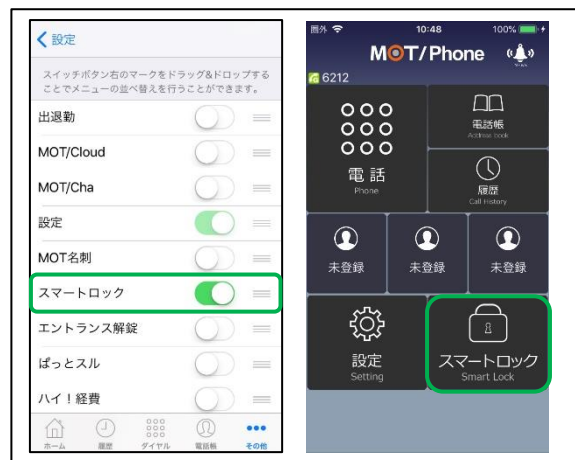 設定
スイッチボタン右のマークをドラッグ&ドロップする
ことでメニューの並べ替えを行うことができます。
出退勤
MOT/Cloud
MOT/Cha
設定
MOT名刺
スマートロック
エントランス解錠
ぱっとスル
ハイ！経費
ホーム
履歴
ダイヤル
電話帳
その他
圏外 10:48 100%
MOT/Phone
6212
電話
Phone
電話帳
Address book
履歴
Call History
未登録
未登録
未登録
設定
Setting
スマートロック
Smart Lock